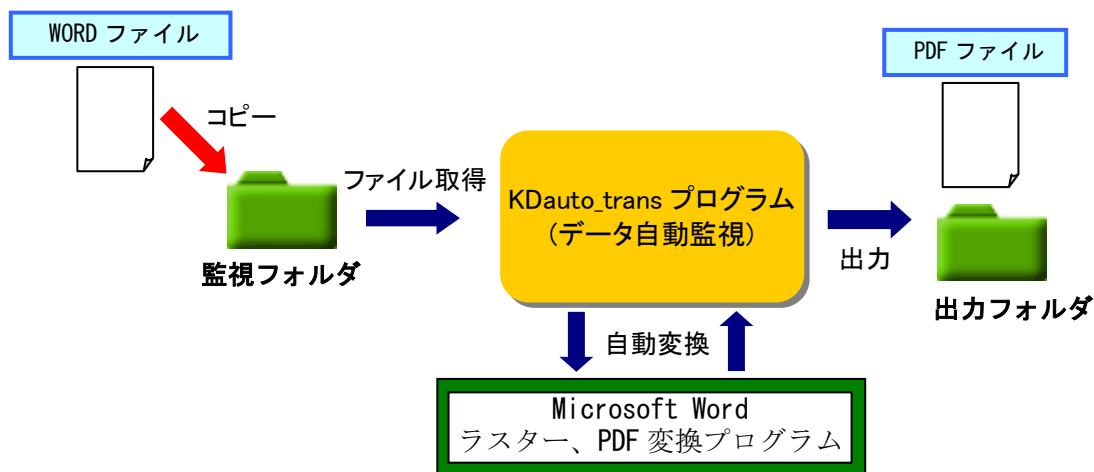 WORD ファイル
PDF ファイル
コピー
ファイル取得
KDauto_trans プログラム
(データ自動監視)
出力
監視フォルダ
出力フォルダ
自動変換
Microsoft Word
ラスター、PDF 変換プログラム